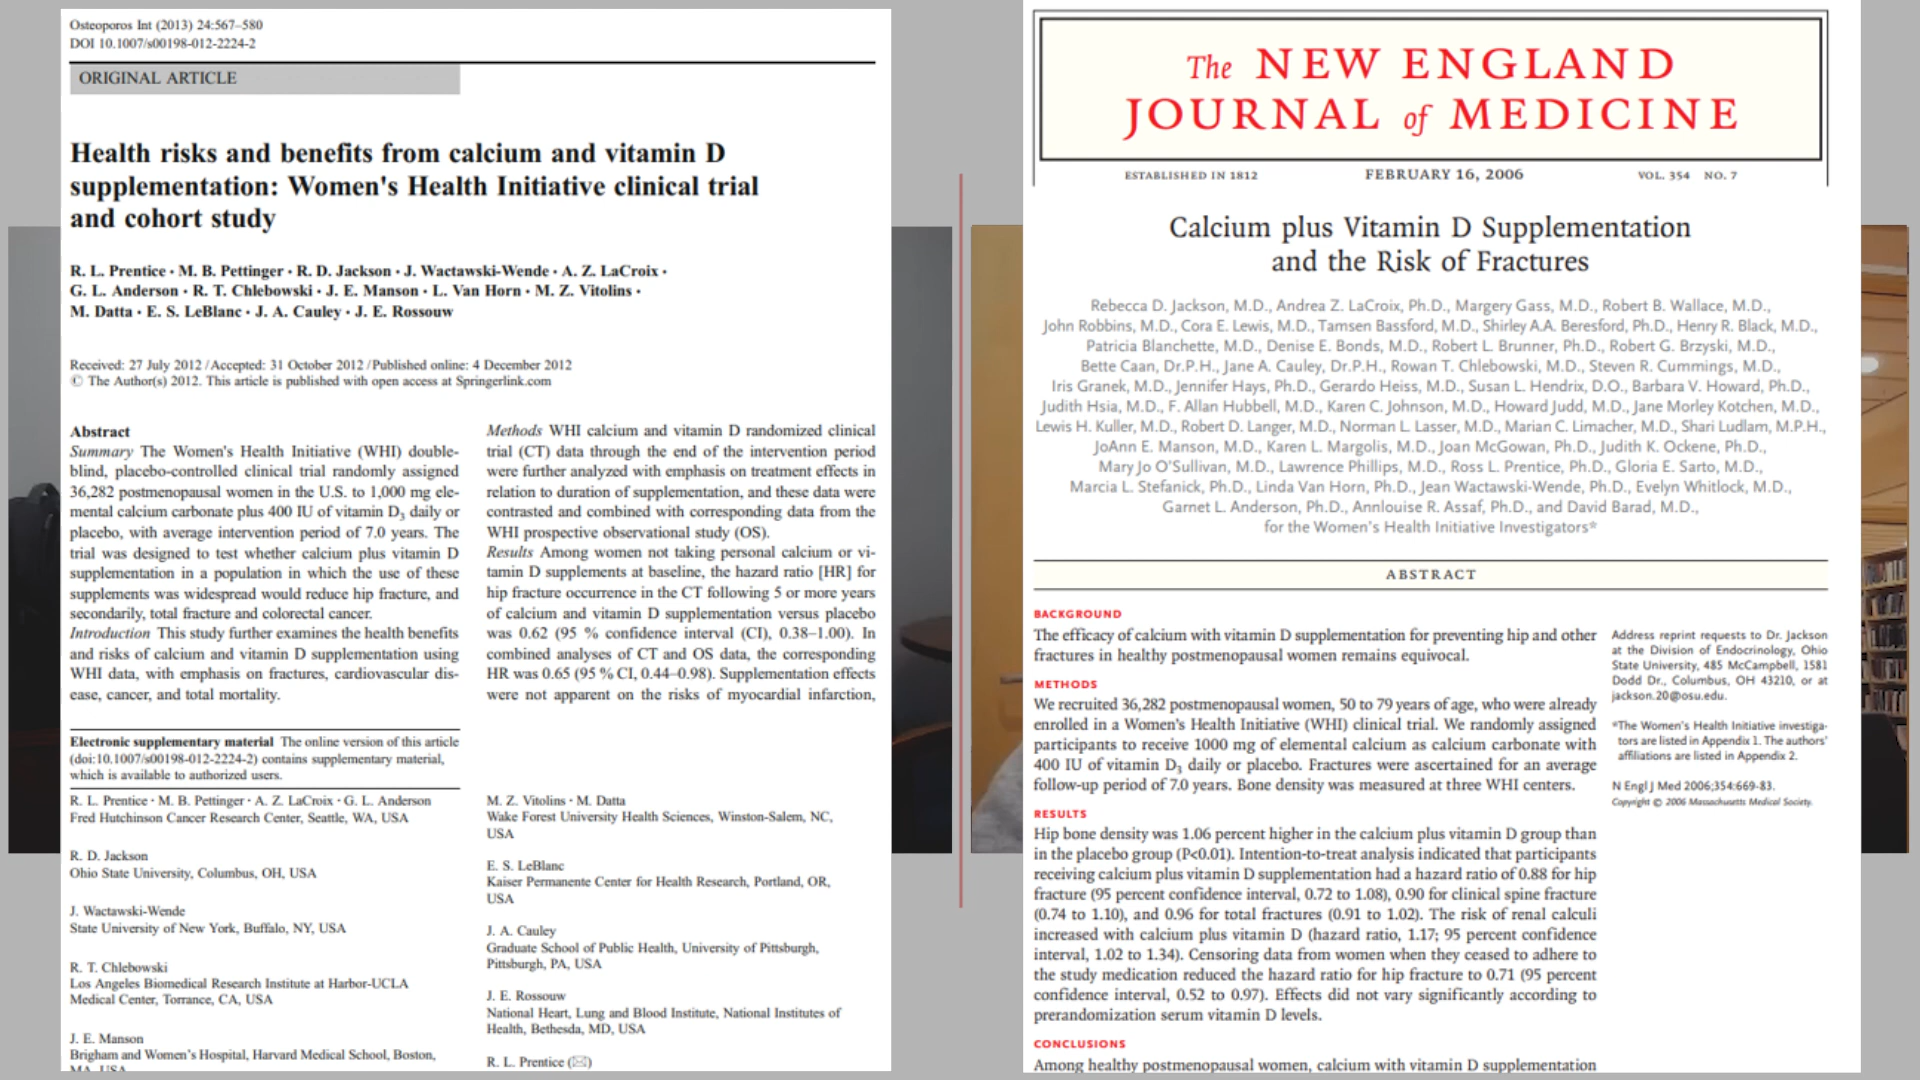 Osteoporos Int (2013) 24:567–580
DOI 10.1007/s00198-012-2224-2
ORIGINAL ARTICLE
Health risks and benefits from calcium and vitamin D
supplementation: Women's Health Initiative clinical trial
and cohort study
R. L. Prentice · M. B. Pettinger · R. D. Jackson · J. Wactawski-Wende · A. Z. LaCroix ·
G. L. Anderson · R. T. Chlebowski · J. E. Manson · L. Van Horn · M. Z. Vitolins ·
M. Datta · E. S. LeBlanc · J. A. Cauley · J. E. Rossouw
Received: 27 July 2012 / Accepted: 31 October 2012 / Published online: 4 December 2012
© The Author(s) 2012. This article is published with open access at Springerlink.com
Abstract
Summary The Women's Health Initiative (WHI) double-
blind, placebo-controlled clinical trial randomly assigned
36,282 postmenopausal women in the U.S. to 1,000 mg ele-
mental calcium carbonate plus 400 IU of vitamin D3 daily or
placebo, with average intervention period of 7.0 years. The
trial was designed to test whether calcium plus vitamin D
supplementation in a population in which the use of these
supplements was widespread would reduce hip fracture, and
secondarily, total fracture and colorectal cancer.
Introduction This study further examines the health benefits
and risks of calcium and vitamin D supplementation using
WHI data, with emphasis on fractures, cardiovascular dis-
ease, cancer, and total mortality.
Electronic supplementary material The online version of this article
(doi:10.1007/s00198-012-2224-2) contains supplementary material,
which is available to authorized users.
R. L. Prentice · M. B. Pettinger · A. Z. LaCroix · G. L. Anderson
Fred Hutchinson Cancer Research Center, Seattle, WA, USA
R. D. Jackson
Ohio State University, Columbus, OH, USA
J. Wactawski-Wende
State University of New York, Buffalo, NY, USA
R. T. Chlebowski
Los Angeles Biomedical Research Institute at Harbor-UCLA
Medical Center, Torrance, CA, USA
J. E. Manson
Brigham and Women's Hospital, Harvard Medical School, Boston,
MA, USA
Methods WHI calcium and vitamin D randomized clinical
trial (CT) data through the end of the intervention period
were further analyzed with emphasis on treatment effects in
relation to duration of supplementation, and these data were
contrasted and combined with corresponding data from the
WHI prospective observational study (OS).
Results Among women not taking personal calcium or vi-
tamin D supplements at baseline, the hazard ratio [HR] for
hip fracture occurrence in the CT following 5 or more years
of calcium and vitamin D supplementation versus placebo
was 0.62 (95 % confidence interval (CI), 0.38–1.00). In
combined analyses of CT and OS data, the corresponding
HR was 0.65 (95 % CI, 0.44–0.98). Supplementation effects
were not apparent on the risks of myocardial infarction,
M. Z. Vitolins · M. Datta
Wake Forest University Health Sciences, Winston-Salem, NC,
USA
E. S. LeBlanc
Kaiser Permanente Center for Health Research, Portland, OR,
USA
J. A. Cauley
Graduate School of Public Health, University of Pittsburgh,
Pittsburgh, PA, USA
J. E. Rossouw
National Heart, Lung and Blood Institute, National Institutes of
Health, Bethesda, MD, USA
R. L. Prentice (✉)
The NEW ENGLAND
JOURNAL of MEDICINE
ESTABLISHED IN 1812 FEBRUARY 16, 2006 VOL. 354 NO. 7
Calcium plus Vitamin D Supplementation
and the Risk of Fractures
Rebecca D. Jackson, M.D., Andrea Z. LaCroix, Ph.D., Margery Gass, M.D., Robert B. Wallace, M.D.,
John Robbins, M.D., Cora E. Lewis, M.D., Tamsen Bassford, M.D., Shirley A.A. Beresford, Ph.D., Henry R. Black, M.D.,
Patricia Blanchette, M.D., Denise E. Bonds, M.D., Robert L. Brunner, Ph.D., Robert G. Brzyski, M.D.,
Bette Caan, Dr.P.H., Jane A. Cauley, Dr.P.H., Rowan T. Chlebowski, M.D., Steven R. Cummings, M.D.,
Iris Granek, M.D., Jennifer Hays, Ph.D., Gerardo Heiss, M.D., Susan L. Hendrix, D.O., Barbara V. Howard, Ph.D.,
Judith Hsia, M.D., F. Allan Hubbell, M.D., Karen C. Johnson, M.D., Howard Judd, M.D., Jane Morley Kotchen, M.D.,
Lewis H. Kuller, M.D., Robert D. Langer, M.D., Norman L. Lasser, M.D., Marian C. Limacher, M.D., Shari Ludlam, M.P.H.,
JoAnn E. Manson, M.D., Karen L. Margolis, M.D., Joan McGowan, Ph.D., Judith K. Ockene, Ph.D.,
Mary Jo O'Sullivan, M.D., Lawrence Phillips, M.D., Ross L. Prentice, Ph.D., Gloria E. Sarto, M.D.,
Marcia L. Stefanick, Ph.D., Linda Van Horn, Ph.D., Jean Wactawski-Wende, Ph.D., Evelyn Whitlock, M.D.,
Garnet L. Anderson, Ph.D., Annlouise R. Assaf, Ph.D., and David Barad, M.D.,
for the Women's Health Initiative Investigators*
ABSTRACT
BACKGROUND
The efficacy of calcium with vitamin D supplementation for preventing hip and other
fractures in healthy postmenopausal women remains equivocal.
METHODS
We recruited 36,282 postmenopausal women, 50 to 79 years of age, who were already
enrolled in a Women's Health Initiative (WHI) clinical trial. We randomly assigned
participants to receive 1000 mg of elemental calcium as calcium carbonate with
400 IU of vitamin D3 daily or placebo. Fractures were ascertained for an average
follow-up period of 7.0 years. Bone density was measured at three WHI centers.
RESULTS
Hip bone density was 1.06 percent higher in the calcium plus vitamin D group than
in the placebo group (P<0.01). Intention-to-treat analysis indicated that participants
receiving calcium plus vitamin D supplementation had a hazard ratio of 0.88 for hip
fracture (95 percent confidence interval, 0.72 to 1.08), 0.90 for clinical spine fracture
(0.74 to 1.10), and 0.96 for total fractures (0.91 to 1.02). The risk of renal calculi
increased with calcium plus vitamin D (hazard ratio, 1.17; 95 percent confidence
interval, 1.02 to 1.34). Censoring data from women when they ceased to adhere to
the study medication reduced the hazard ratio for hip fracture to 0.71 (95 percent
confidence interval, 0.52 to 0.97). Effects did not vary significantly according to
prerandomization serum vitamin D levels.
CONCLUSIONS
Among healthy postmenopausal women, calcium with vitamin D supplementation
Address reprint requests to Dr. Jackson
at the Division of Endocrinology, Ohio
State University, 485 McCampbell, 1581
Dodd Dr., Columbus, OH 43210, or at
jackson.20@osu.edu.
*The Women's Health Initiative investiga-
tors are listed in Appendix 1. The authors'
affiliations are listed in Appendix 2.
N Engl J Med 2006;354:669-83.
Copyright © 2006 Massachusetts Medical Society.